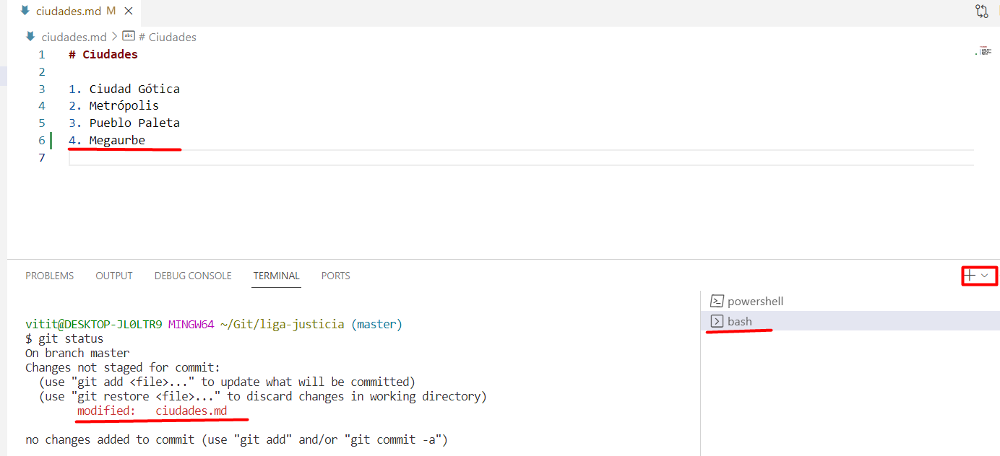 ciudades.md M
ciudades.md > abc # Ciudades
1 # Ciudades
2
3 1. Ciudad Gótica
4 2. Metrópolis
5 3. Pueblo Paleta
6 4. Megaurbe
7
PROBLEMS OUTPUT DEBUG CONSOLE TERMINAL PORTS
powershell
bash
vitit@DESKTOP-JL0LTR9 MINGW64 ~/Git/liga-justicia (master)
$ git status
On branch master
Changes not staged for commit:
(use "git add <file>..." to update what will be committed)
(use "git restore <file>..." to discard changes in working directory)
modified: ciudades.md
no changes added to commit (use "git add" and/or "git commit -a")